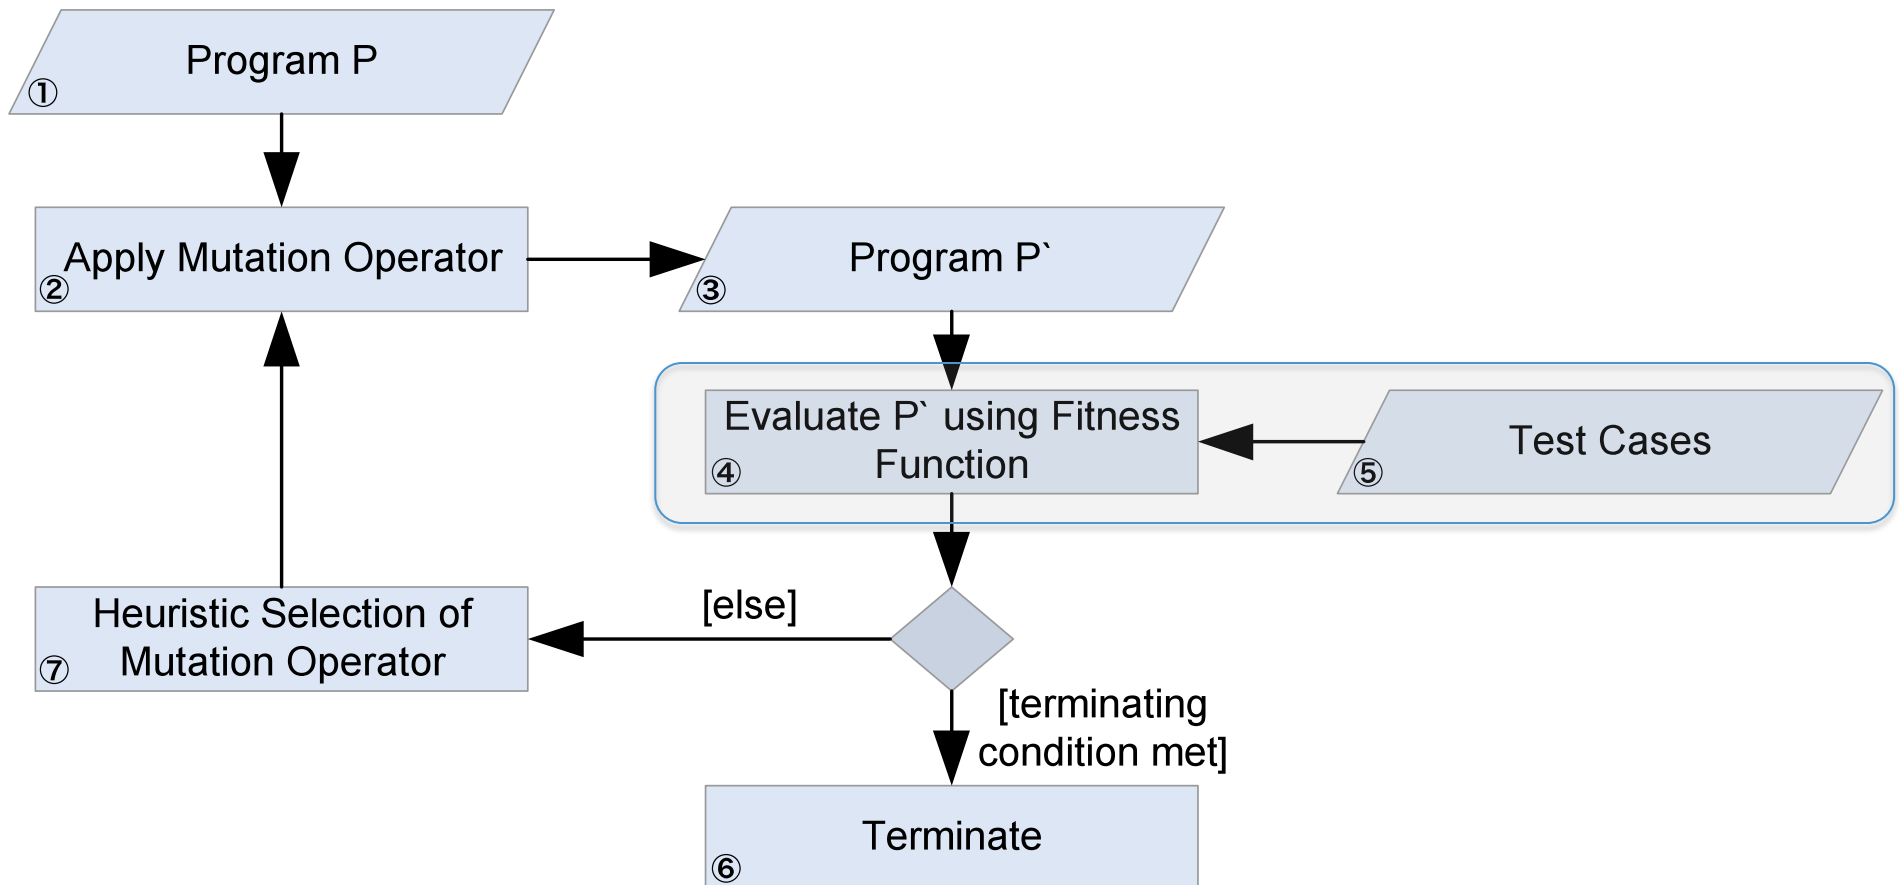 Program P
①
Apply Mutation Operator
②
Program P`
③
Evaluate P` using Fitness
Function
④
Test Cases
⑤
[else]
Heuristic Selection of
Mutation Operator
⑦
[terminating
condition met]
Terminate
⑥